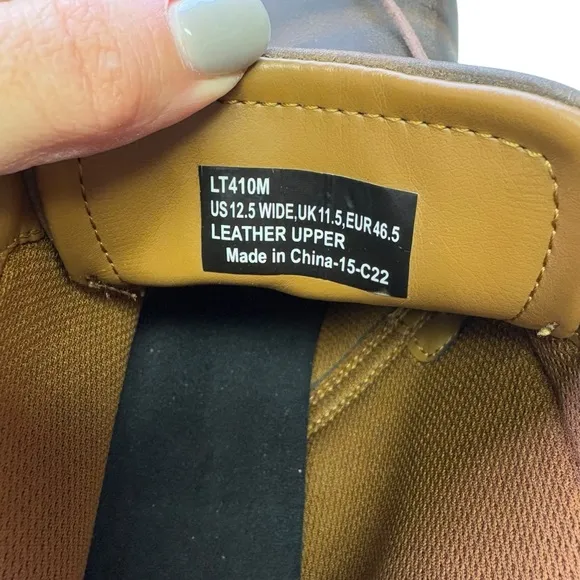 LT410M
US 12.5 WIDE,UK 11.5,EUR 46.5
LEATHER UPPER
Made in China-15-C22